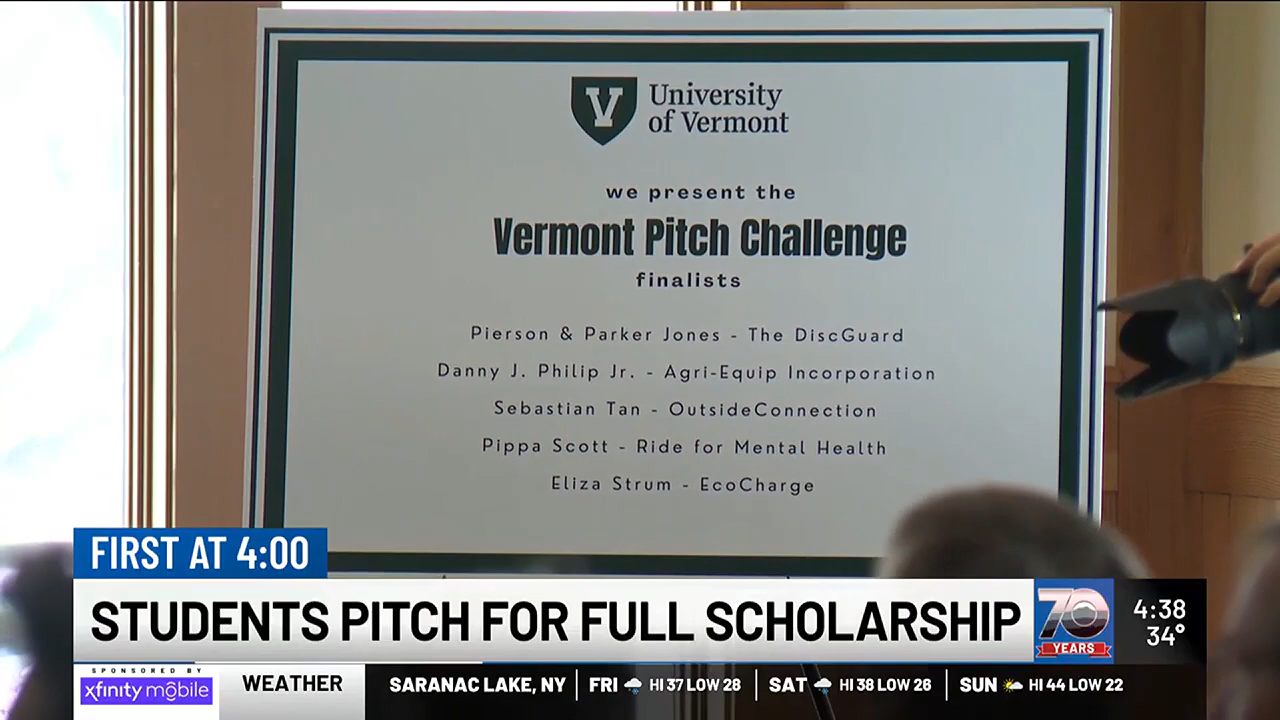 V University
of Vermont
we present the
Vermont Pitch Challenge
finalists
Pierson & Parker Jones - The DiscGuard
Danny J. Philip Jr. - Agri-Equip Incorporation
Sebastian Tan - OutsideConnection
Pippa Scott - Ride for Mental Health
Eliza Strum - EcoCharge
FIRST AT 4:00
STUDENTS PITCH FOR FULL SCHOLARSHIP
70
YEARS
4:38
34°
SPONSORED BY
xfinity mobile
WEATHER
SARANAC LAKE, NY
FRI HI 37 LOW 28
SAT HI 38 LOW 26
SUN HI 44 LOW 22